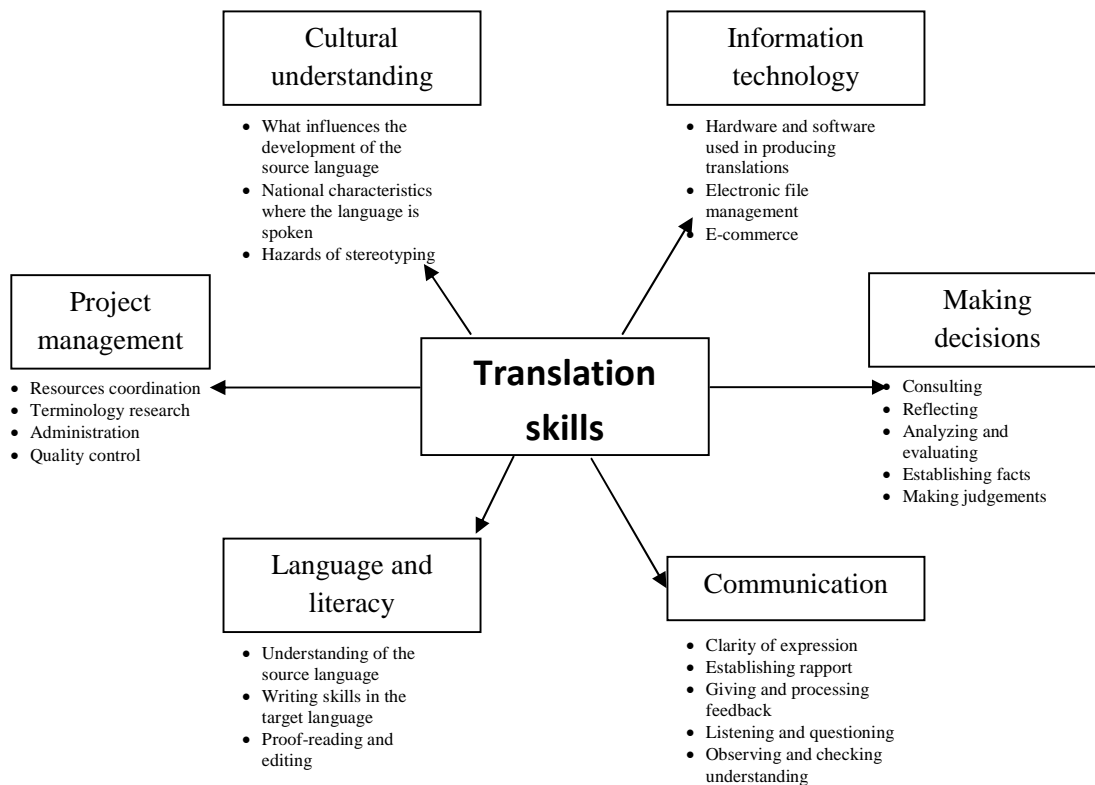 Cultural
understanding
• What influences the
development of the
source language
• National characteristics
where the language is
spoken
• Hazards of stereotyping
Information
technology
• Hardware and software
used in producing
translations
• Electronic file
management
• E-commerce
Project
management
• Resources coordination
• Terminology research
• Administration
• Quality control
Translation
skills
Making
decisions
• Consulting
• Reflecting
• Analyzing and
evaluating
• Establishing facts
• Making judgements
Language and
literacy
• Understanding of the
source language
• Writing skills in the
target language
• Proof-reading and
editing
Communication
• Clarity of expression
• Establishing rapport
• Giving and processing
feedback
• Listening and questioning
• Observing and checking
understanding